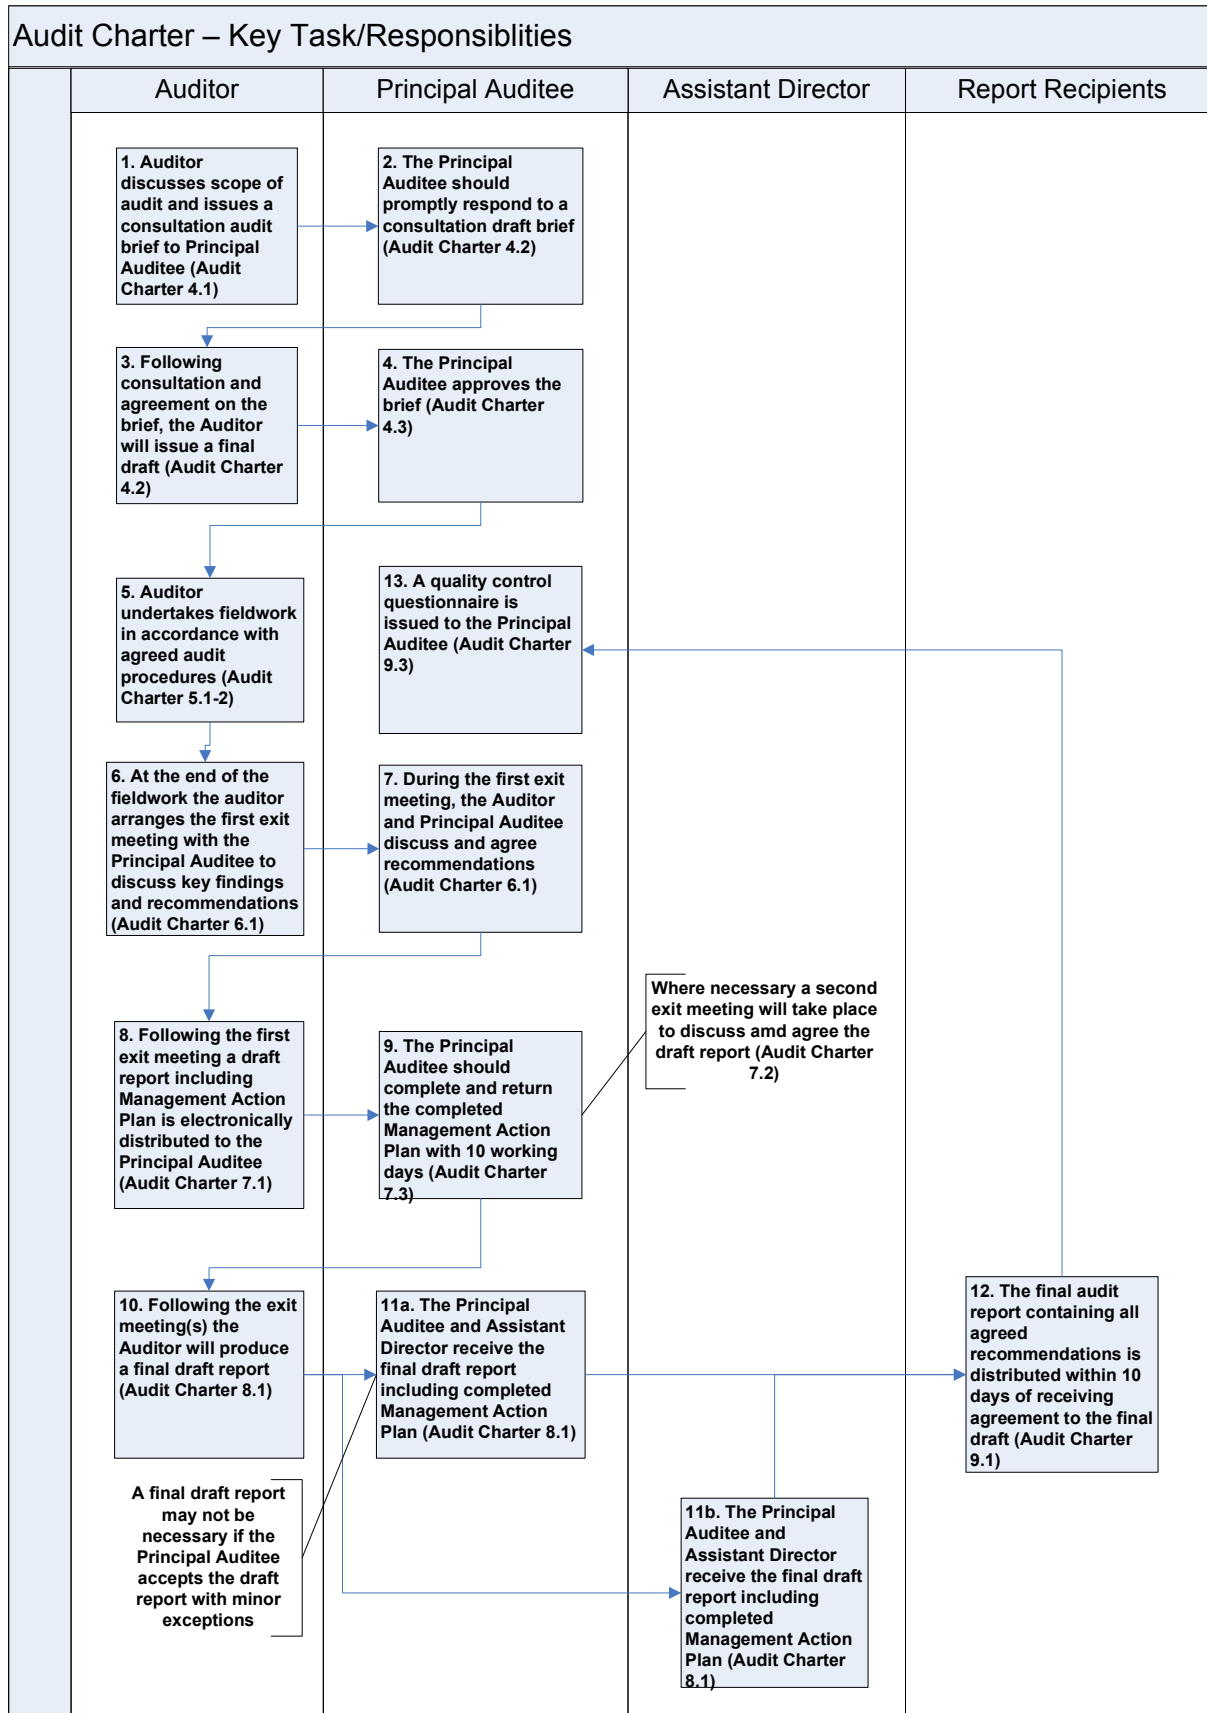 Audit Charter – Key Task/Responsiblities
Auditor
Principal Auditee
Assistant Director
Report Recipients
1. Auditor
discusses scope of
audit and issues a
consultation audit
brief to Principal
Auditee (Audit
Charter 4.1)
2. The Principal
Auditee should
promptly respond to a
consultation draft brief
(Audit Charter 4.2)
3. Following
consultation and
agreement on the
brief, the Auditor
will issue a final
draft (Audit Charter
4.2)
4. The Principal
Auditee approves the
brief (Audit Charter
4.3)
5. Auditor
undertakes fieldwork
in accordance with
agreed audit
procedures (Audit
Charter 5.1-2)
13. A quality control
questionnaire is
issued to the Principal
Auditee (Audit Charter
9.3)
6. At the end of the
fieldwork the auditor
arranges the first exit
meeting with the
Principal Auditee to
discuss key findings
and recommendations
(Audit Charter 6.1)
7. During the first exit
meeting, the Auditor
and Principal Auditee
discuss and agree
recommendations
(Audit Charter 6.1)
8. Following the first
exit meeting a draft
report including
Management Action
Plan is electronically
distributed to the
Principal Auditee
(Audit Charter 7.1)
9. The Principal
Auditee should
complete and return
the completed
Management Action
Plan with 10 working
days (Audit Charter
7.3)
Where necessary a second
exit meeting will take place
to discuss amd agree the
draft report (Audit Charter
7.2)
10. Following the exit
meeting(s) the
Auditor will produce
a final draft report
(Audit Charter 8.1)
11a. The Principal
Auditee and Assistant
Director receive the
final draft report
including completed
Management Action
Plan (Audit Charter 8.1)
12. The final audit
report containing all
agreed
recommendations is
distributed within 10
days of receiving
agreement to the final
draft (Audit Charter
9.1)
A final draft report
may not be
necessary if the
Principal Auditee
accepts the draft
report with minor
exceptions
11b. The Principal
Auditee and
Assistant Director
receive the final draft
report including
completed
Management Action
Plan (Audit Charter
8.1)